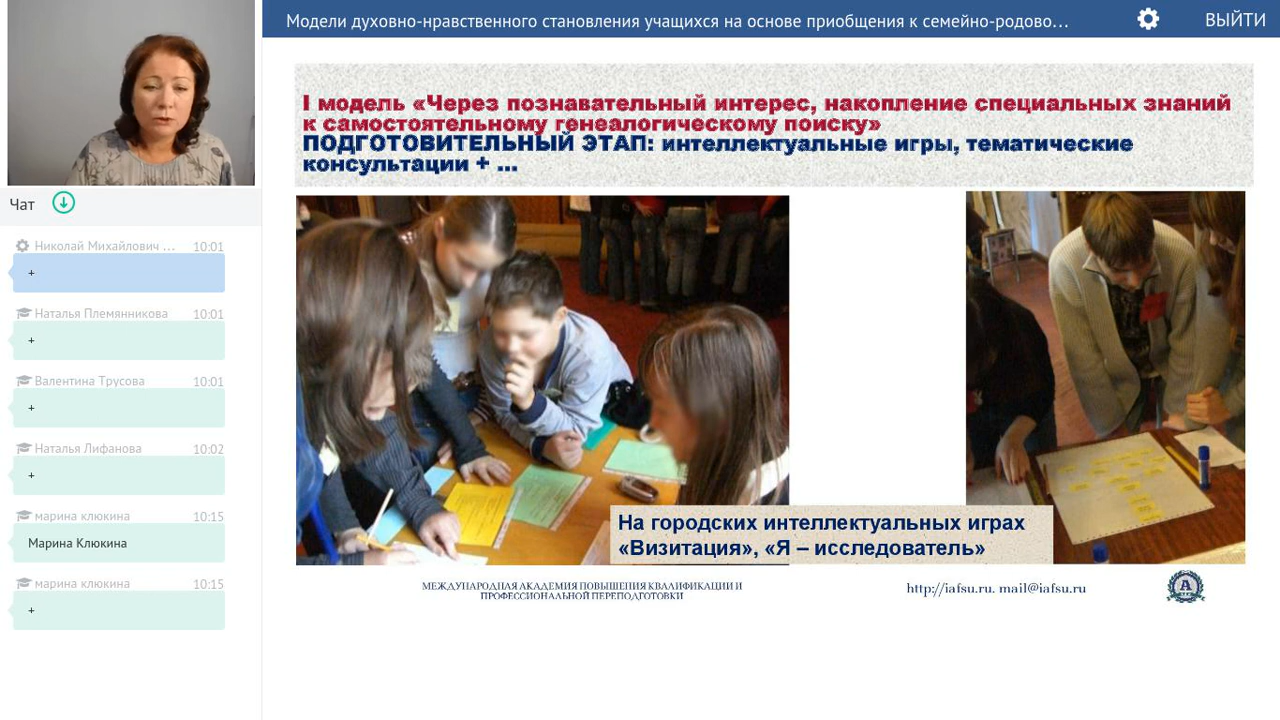 Модели духовно-нравственного становления учащихся на основе приобщения к семейно-родово...
ВЫЙТИ
Чат
Николай Михайлович ...
10:01
+
Наталья Племянникова
10:01
+
Валентина Трусова
10:01
+
Наталья Лифанова
10:02
+
марина клюкина
10:15
Марина Клюкина
марина клюкина
10:15
+
I модель «Через познавательный интерес, накопление специальных знаний
к самостоятельному генеалогическому поиску»
ПОДГОТОВИТЕЛЬНЫЙ ЭТАП: интеллектуальные игры, тематические
консультации + ...
На городских интеллектуальных играх
«Визитация», «Я – исследователь»
МЕЖДУНАРОДНАЯ АКАДЕМИЯ ПОВЫШЕНИЯ КВАЛИФИКАЦИИ И
ПРОФЕССИОНАЛЬНОЙ ПЕРЕПОДГОТОВКИ
http://iafsu.ru. mail@iafsu.ru